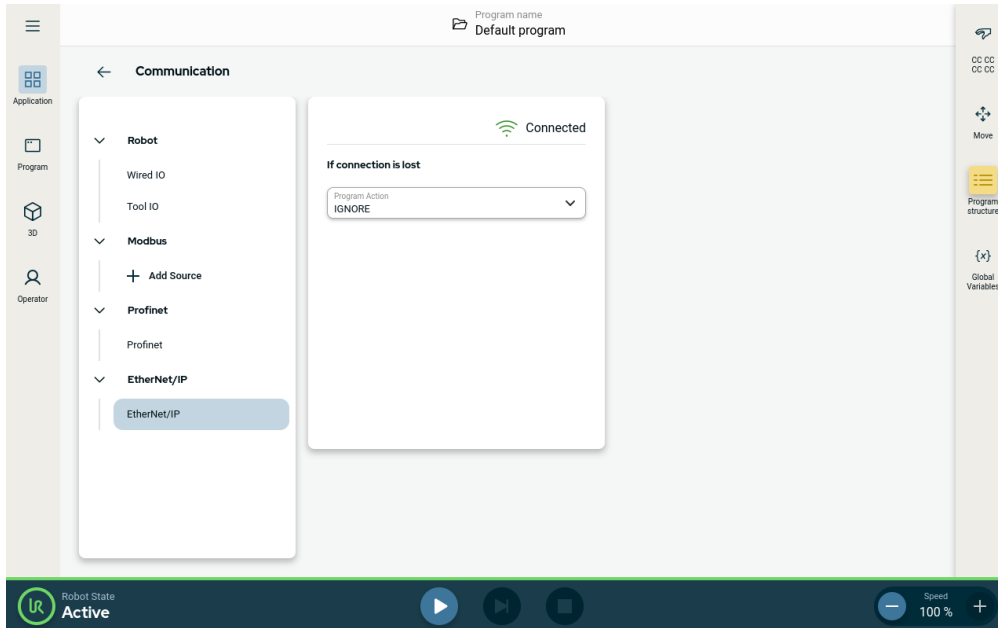 Program name
Default program
Application
Program
3D
Operator
Communication
Robot
Wired IO
Tool IO
Modbus
Add Source
Profinet
Profinet
EtherNet/IP
EtherNet/IP
Connected
If connection is lost
Program Action
IGNORE
CC CC
CC CC
Move
Program
structure
{x}
Global
Variables
Robot State
Active
Speed
100 %